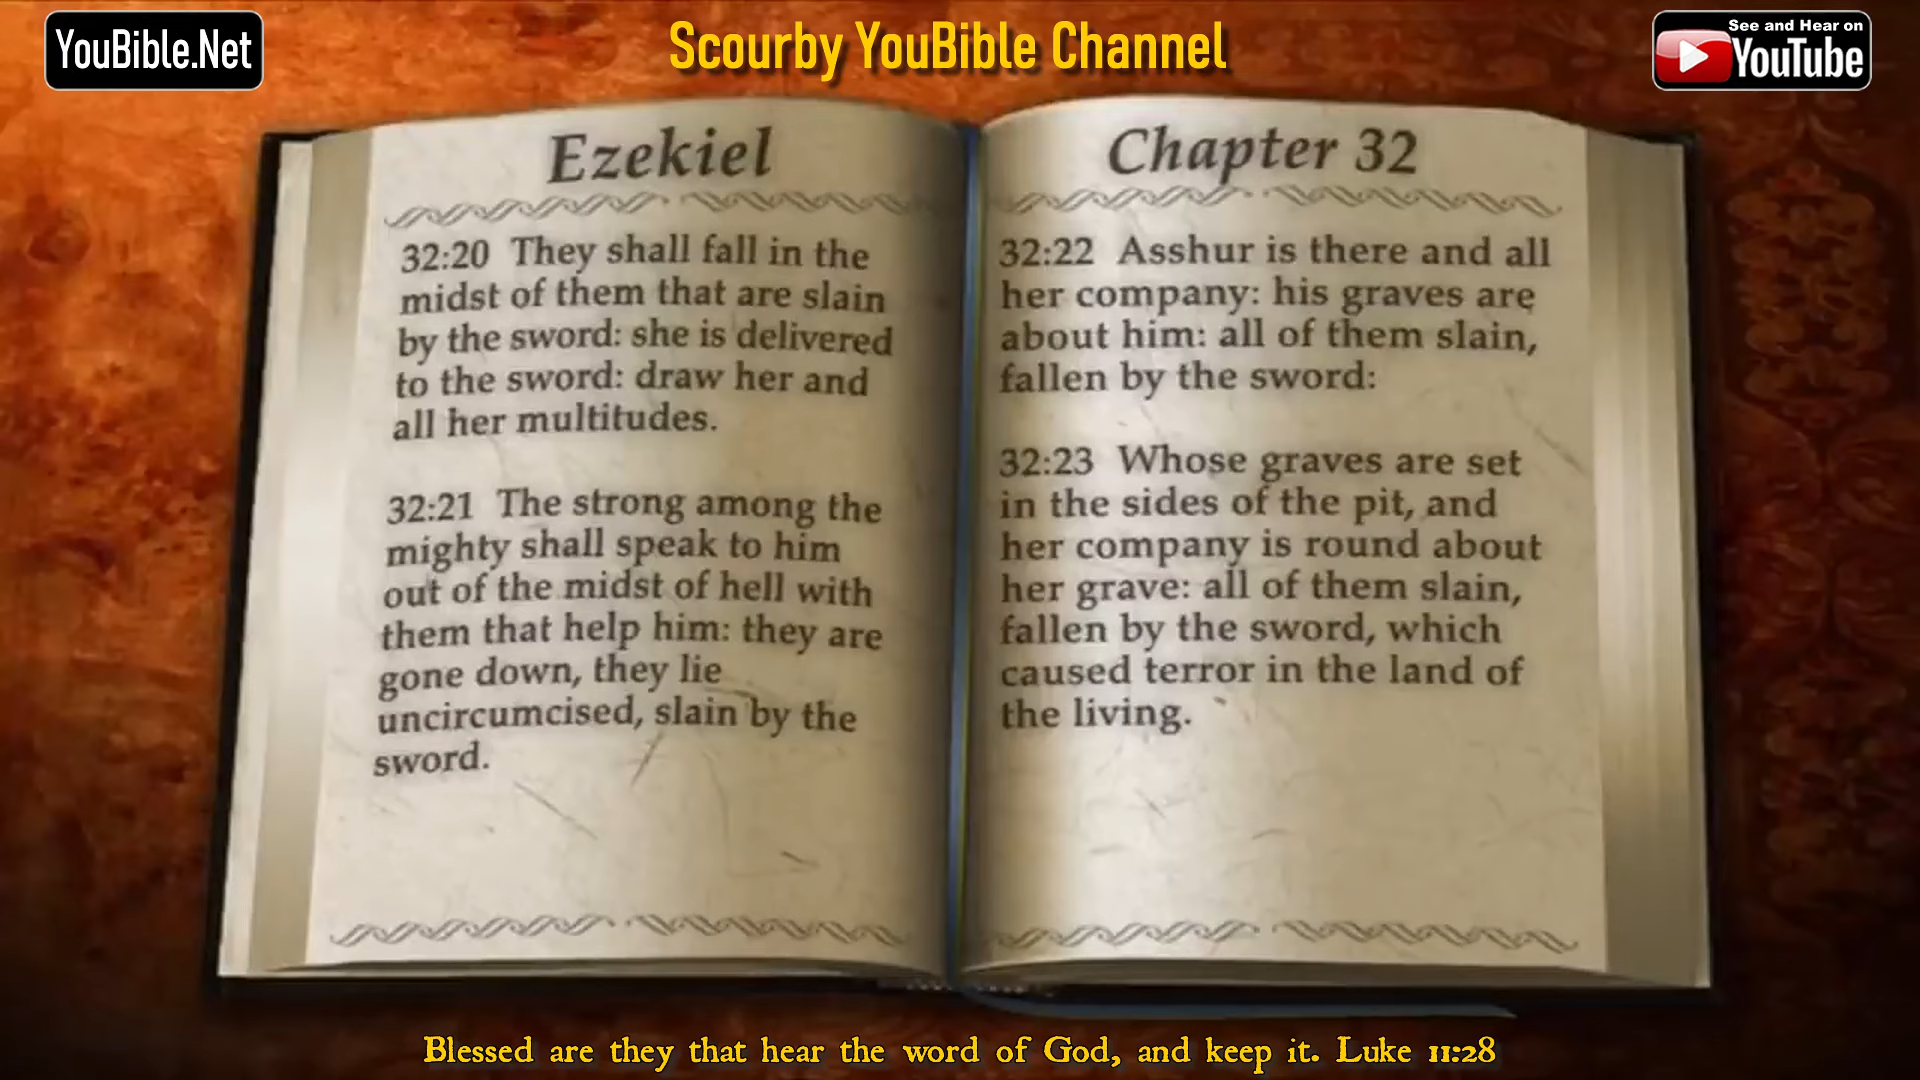 YouBible.Net
Scourby YouBible Channel
See and Hear on
YouTube
Ezekiel
32:20 They shall fall in the
midst of them that are slain
by the sword: she is delivered
to the sword: draw her and
all her multitudes.
32:21 The strong among the
mighty shall speak to him
out of the midst of hell with
them that help him: they are
gone down, they lie
uncircumcised, slain by the
sword.
Chapter 32
32:22 Asshur is there and all
her company: his graves are
about him: all of them slain,
fallen by the sword:
32:23 Whose graves are set
in the sides of the pit, and
her company is round about
her grave: all of them slain,
fallen by the sword, which
caused terror in the land of
the living.
Blessed are they that hear the word of God, and keep it. Luke 11:28